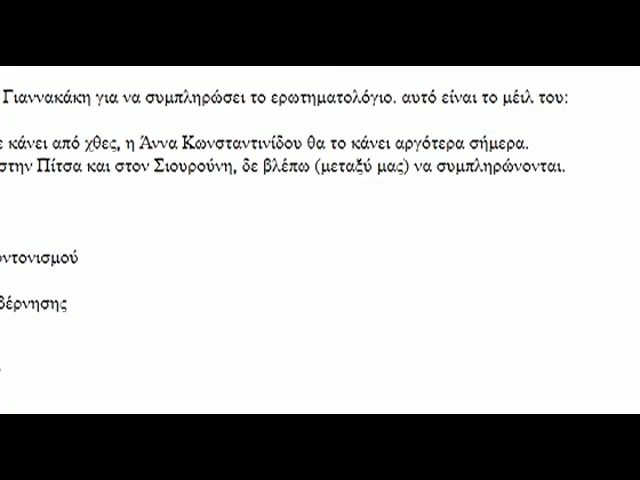 Γιαννακάκη για να συμπληρώσει το ερωτηματολόγιο. αυτό είναι το μέιλ του:
κάνει από χθες, η Άννα Κωνσταντινίδου θα το κάνει αργότερα σήμερα.
στην Πίτσα και στον Σιουρούνη, δε βλέπω (μεταξύ μας) να συμπληρώνονται.
ντονισμού
βέρνησης